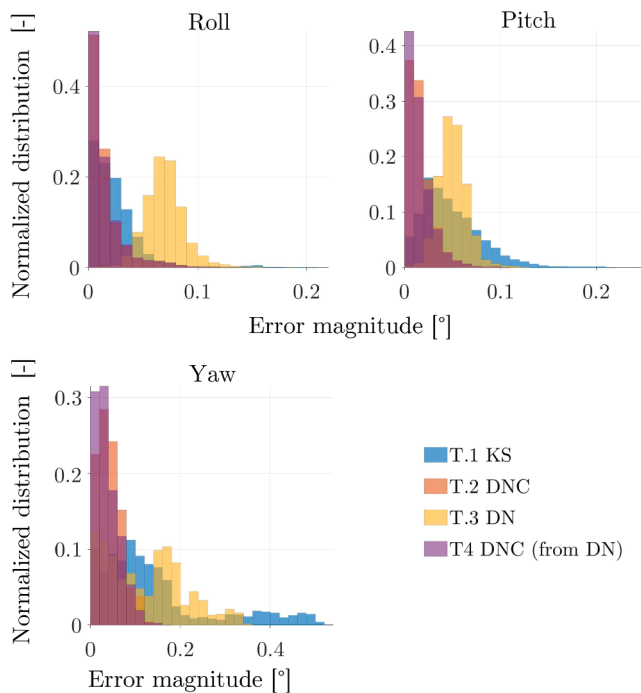 Roll
Pitch
Normalized distribution [-]
0.4
0.2
0
0 0.1 0.2
0.4
0.3
0.2
0.1
0
0 0.1 0.2
Error magnitude [°]
Yaw
Normalized distribution [-]
0.3
0.2
0.1
0
0 0.2 0.4
Error magnitude [°]
T.1 KS
T.2 DNC
T.3 DN
T4 DNC (from DN)